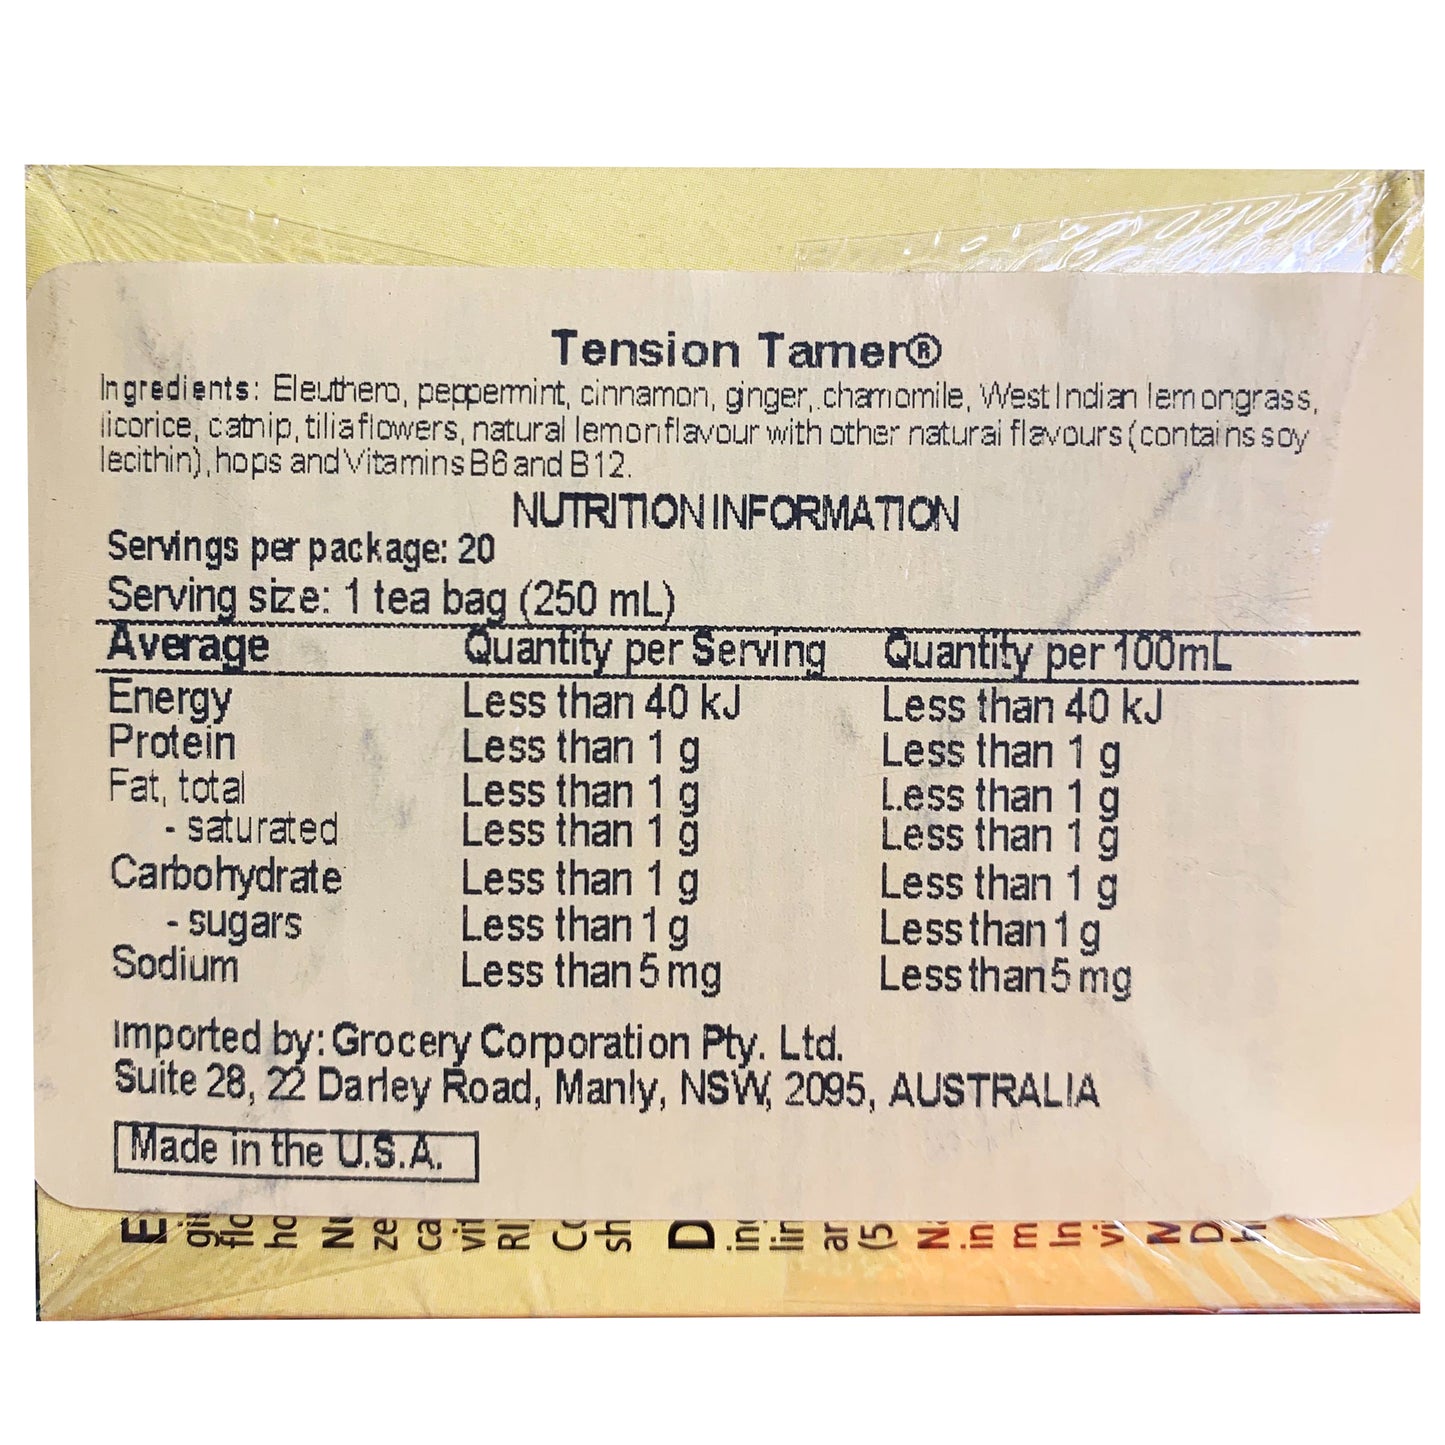 Tension Tamer®
Ingredients: Eleuthero, peppermint, cinnamon, ginger, chamomile, West Indian lemongrass,
licorice, catnip, tilia flowers, natural lemon flavour with other natural flavours (contains soy
lecithin), hops and Vitamins B6 and B12.
NUTRITION INFORMATION
Servings per package: 20
Serving size: 1 tea bag (250 mL)
Average Quantity per Serving Quantity per 100mL
Energy Less than 40 kJ Less than 40 kJ
Protein Less than 1 g Less than 1 g
Fat, total Less than 1 g Less than 1 g
- saturated Less than 1 g Less than 1 g
Carbohydrate Less than 1 g Less than 1 g
- sugars Less than 1 g Less than 1 g
Sodium Less than 5 mg Less than 5 mg
Imported by: Grocery Corporation Pty. Ltd.
Suite 28, 22 Darley Road, Manly, NSW, 2095, AUSTRALIA
Made in the U.S.A.